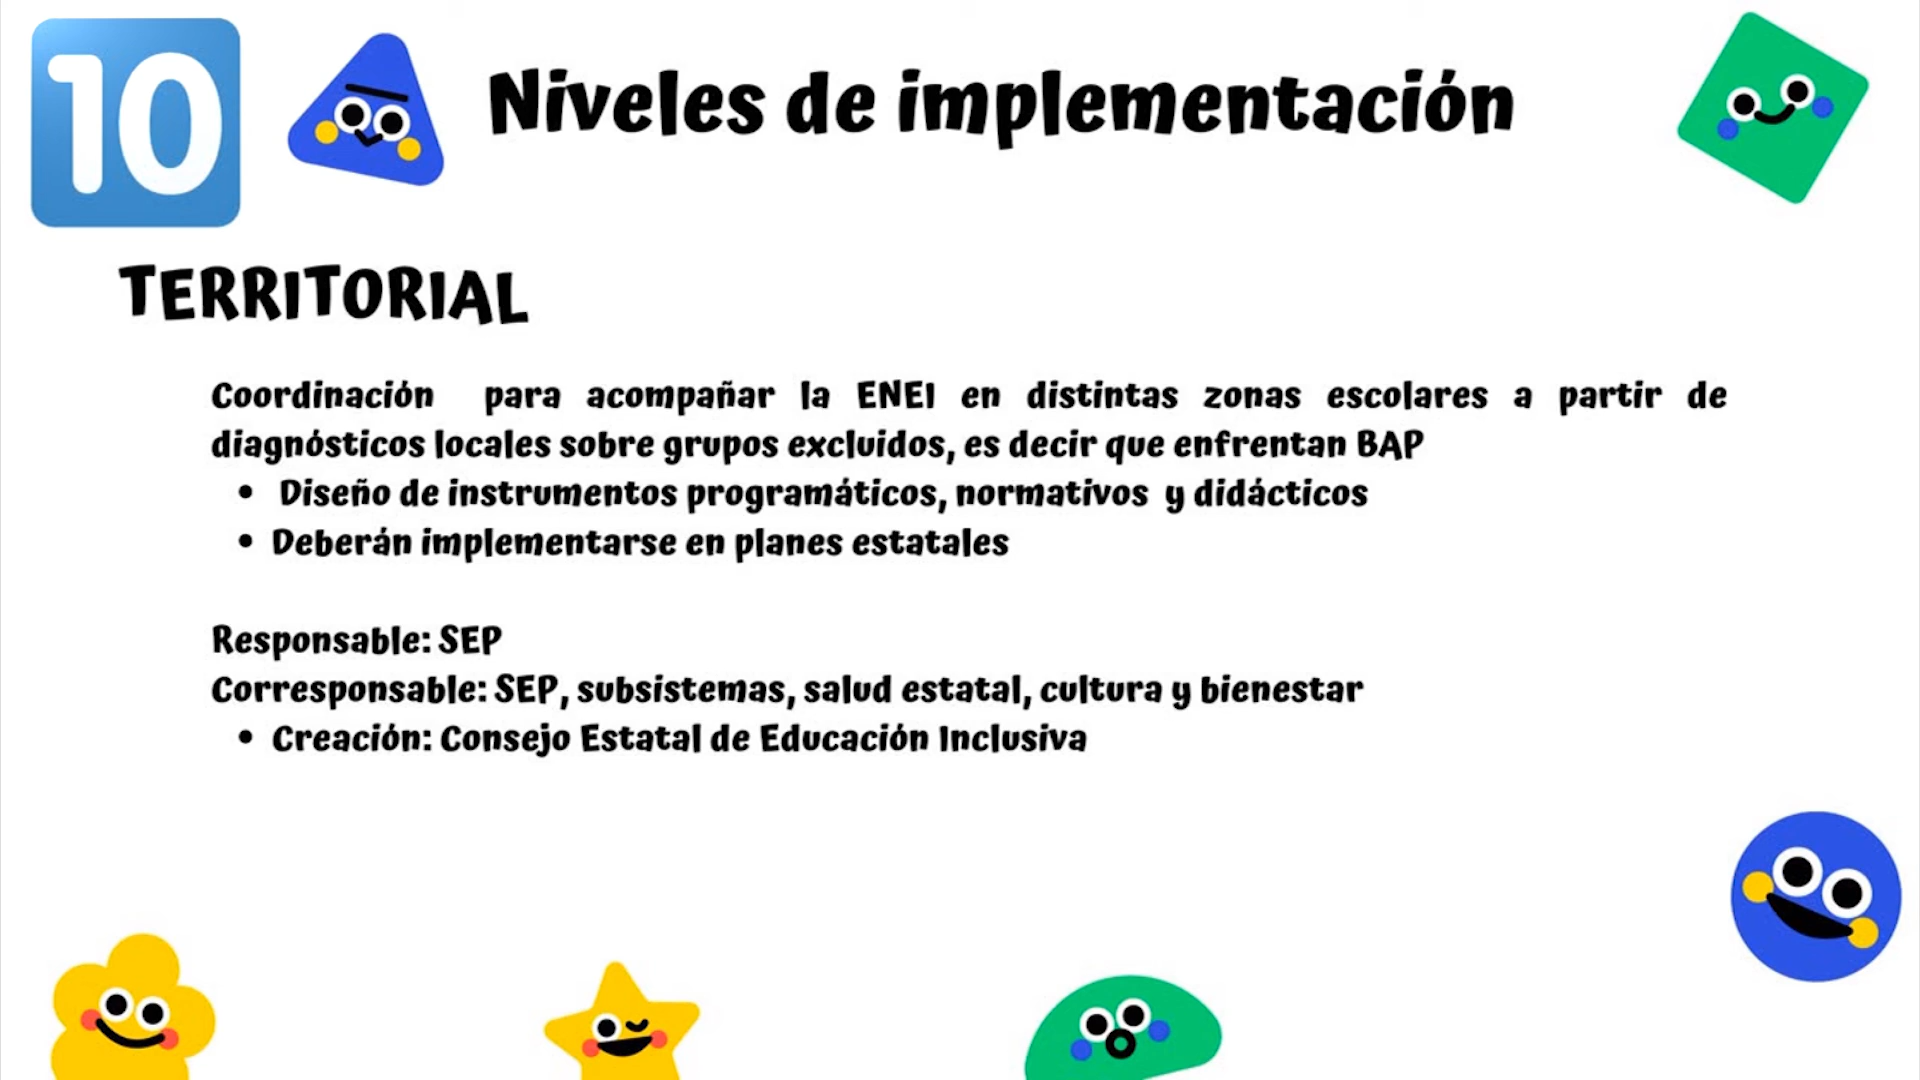 10
Niveles de implementación
TERRITORIAL
Coordinación para acompañar la ENEI en distintas zonas escolares a partir de
diagnósticos locales sobre grupos excluidos, es decir que enfrentan BAP
• Diseño de instrumentos programáticos, normativos y didácticos
• Deberán implementarse en planes estatales
Responsable: SEP
Corresponsable: SEP, subsistemas, salud estatal, cultura y bienestar
• Creación: Consejo Estatal de Educación Inclusiva